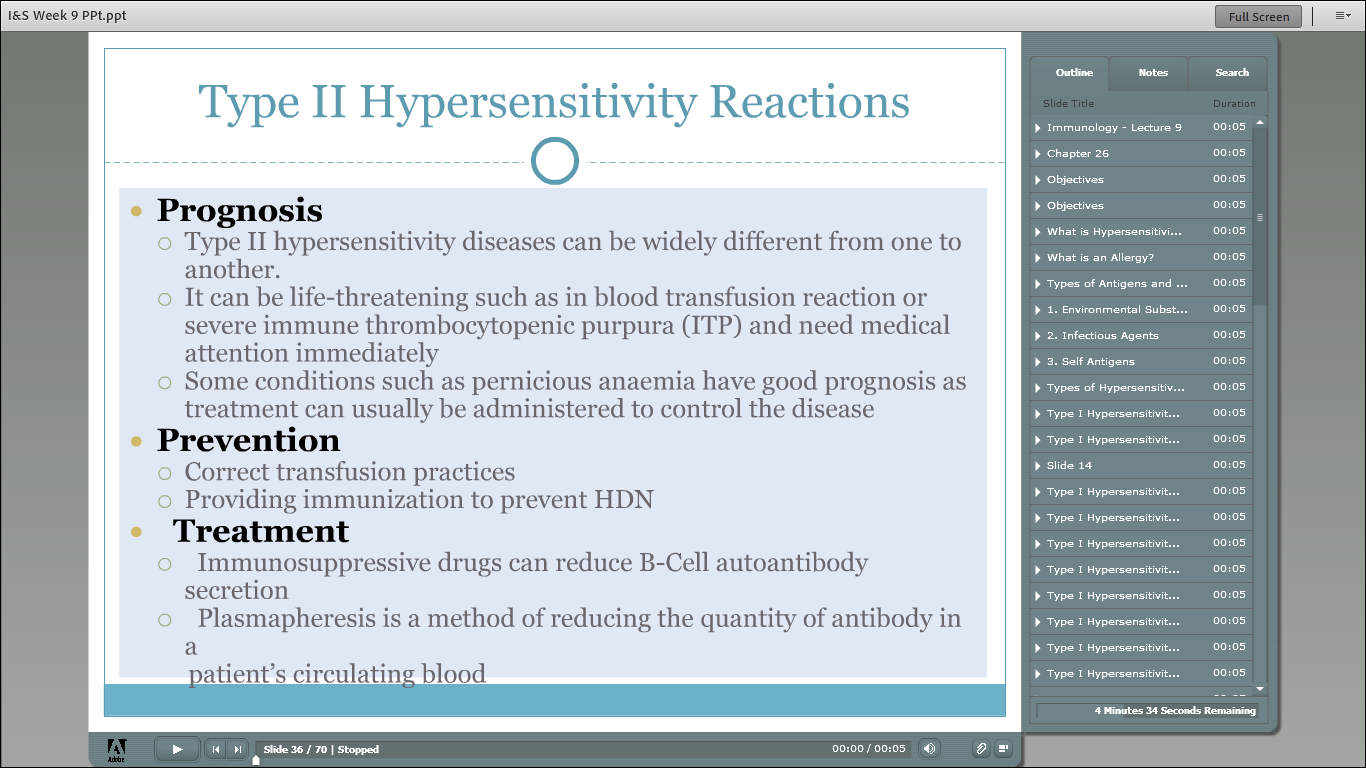 I&S Week 9 PPt.ppt
Full Screen
Type II Hypersensitivity Reactions
Prognosis
Type II hypersensitivity diseases can be widely different from one to
another.
It can be life-threatening such as in blood transfusion reaction or
severe immune thrombocytopenic purpura (ITP) and need medical
attention immediately
Some conditions such as pernicious anaemia have good prognosis as
treatment can usually be administered to control the disease
Prevention
Correct transfusion practices
Providing immunization to prevent HDN
Treatment
Immunosuppressive drugs can reduce B-Cell autoantibody
secretion
Plasmapheresis is a method of reducing the quantity of antibody in
a
patient’s circulating blood
Outline Notes Search
Slide Title Duration
Immunology - Lecture 9 00:05
Chapter 26 00:05
Objectives 00:05
Objectives 00:05
What is Hypersensitivi... 00:05
What is an Allergy? 00:05
Types of Antigens and ... 00:05
1. Environmental Subst... 00:05
2. Infectious Agents 00:05
3. Self Antigens 00:05
Types of Hypersensitiv... 00:05
Type I Hypersensitivit... 00:05
Type I Hypersensitivit... 00:05
Slide 14 00:05
Type I Hypersensitivit... 00:05
Type I Hypersensitivit... 00:05
Type I Hypersensitivit... 00:05
Type I Hypersensitivit... 00:05
Type I Hypersensitivit... 00:05
Type I Hypersensitivit... 00:05
Type I Hypersensitivit... 00:05
Type I Hypersensitivit... 00:05
4 Minutes 34 Seconds Remaining
Adobe
Slide 36 / 70 | Stopped 00:00 / 00:05